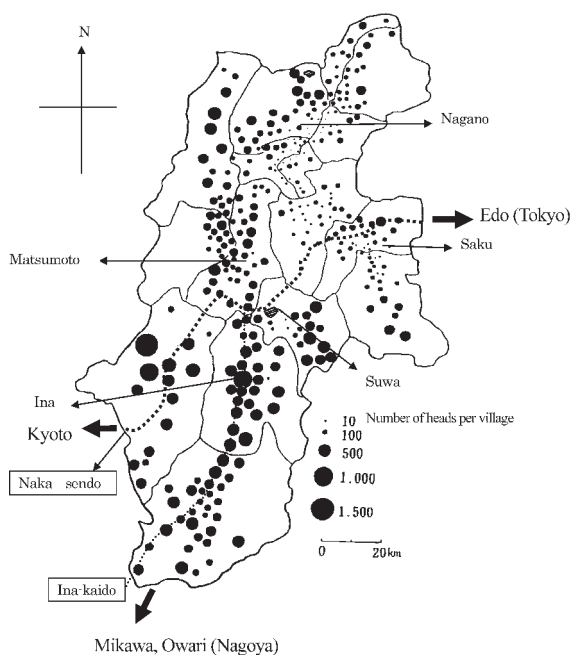 N
Nagano
Edo (Tokyo)
Saku
Matsumoto
Suwa
Ina
Kyoto
Naka sendo
10 Number of heads per village
100
500
1.000
1.500
0 20km
Ina-kaido
Mikawa, Owari (Nagoya)